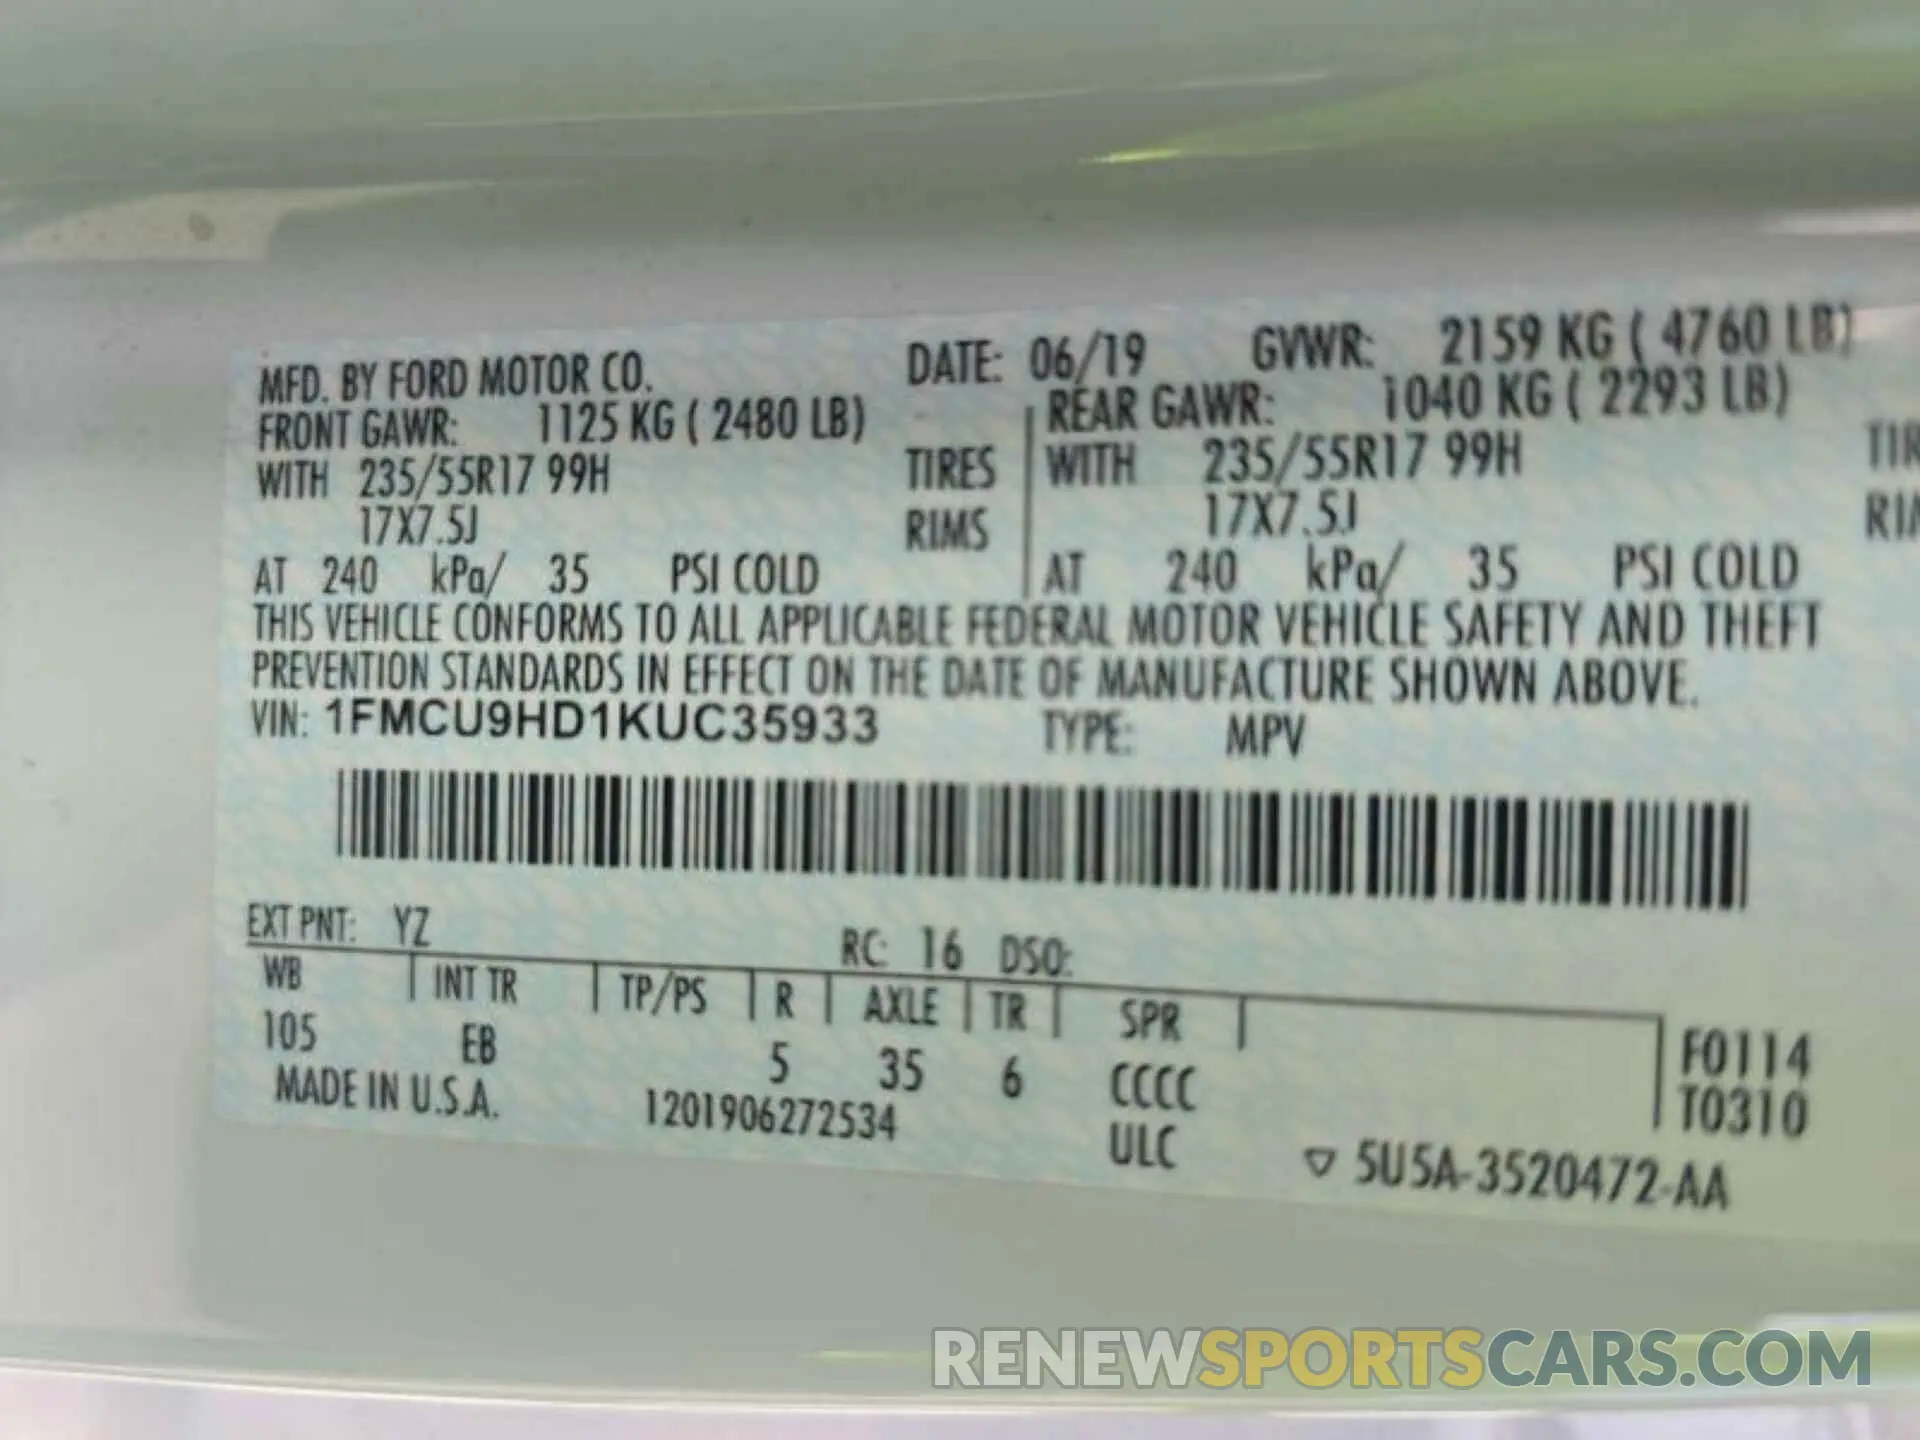 MFD. BY FORD MOTOR CO. DATE: 06/19 GVWR: 2159 KG ( 4760 LB)
FRONT GAWR: 1125 KG ( 2480 LB) REAR GAWR: 1040 KG ( 2293 LB)
WITH 235/55R17 99H TIRES WITH 235/55R17 99H TIR
17X7.5J RIMS 17X7.5J RIM
AT 240 kPa/ 35 PSI COLD AT 240 kPa/ 35 PSI COLD
THIS VEHICLE CONFORMS TO ALL APPLICABLE FEDERAL MOTOR VEHICLE SAFETY AND THEFT
PREVENTION STANDARDS IN EFFECT ON THE DATE OF MANUFACTURE SHOWN ABOVE.
VIN: 1FMCU9HD1KUC35933 TYPE: MPV
EXT PNT: YZ RC: 16 DSO:
WB INT TR TP/PS R AXLE TR SPR
105 EB 5 35 6 CCCC F0114
MADE IN U.S.A. 1201906272534 ULC T0310
▽ 5U5A-3520472-AA
RENEWSPORTSCARS.COM